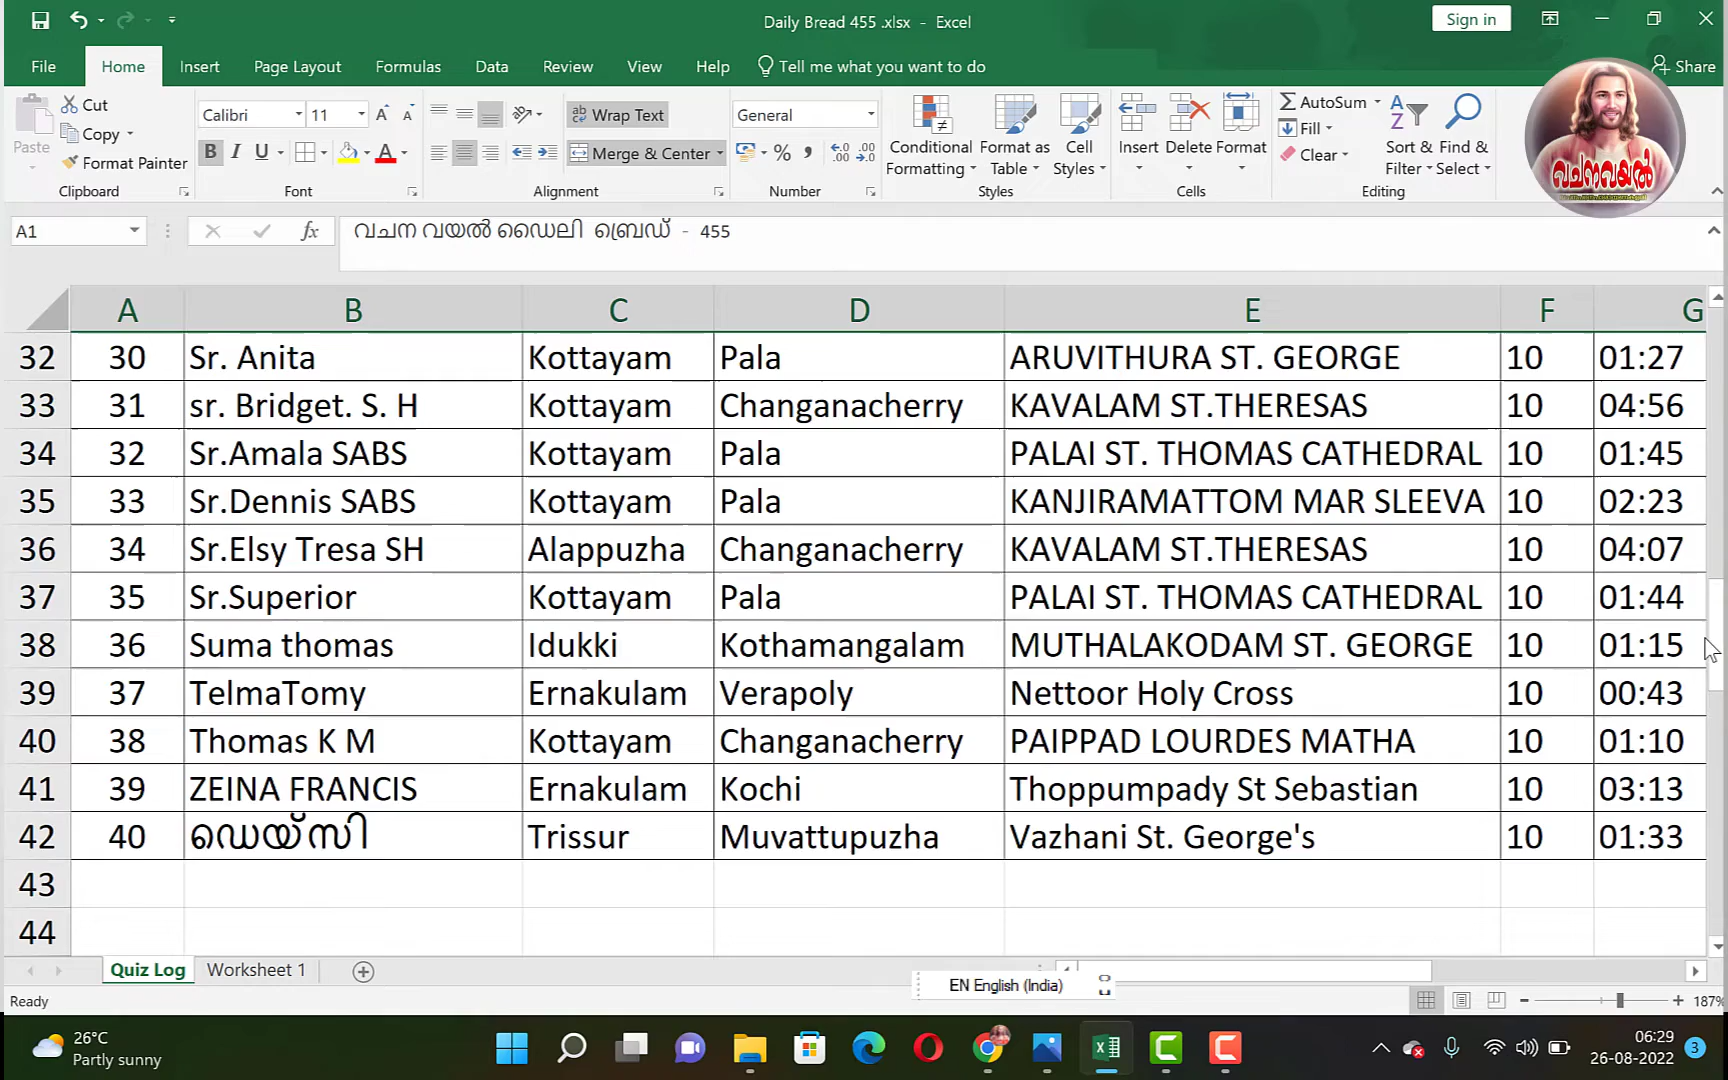 Daily Bread 455 .xlsx - Excel
Sign in
File Home Insert Page Layout Formulas Data Review View Help Tell me what you want to do Share
Paste
Cut
Copy
Format Painter
Clipboard
Calibri 11
B I U
Font
Wrap Text
Merge & Center
Alignment
General
Number
Conditional Formatting
Format as Table
Cell Styles
Styles
Insert Delete Format
Cells
AutoSum
Fill
Clear
Sort & Filter
Find & Select
Editing
വചനവയൽ
A1 fx വചന വയൽ ഡൈലി ബ്രെഡ് - 455
A B C D E F G
32 30 Sr. Anita Kottayam Pala ARUVITHURA ST. GEORGE 10 01:27
33 31 sr. Bridget. S. H Kottayam Changanacherry KAVALAM ST.THERESAS 10 04:56
34 32 Sr.Amala SABS Kottayam Pala PALAI ST. THOMAS CATHEDRAL 10 01:45
35 33 Sr.Dennis SABS Kottayam Pala KANJIRAMATTOM MAR SLEEVA 10 02:23
36 34 Sr.Elsy Tresa SH Alappuzha Changanacherry KAVALAM ST.THERESAS 10 04:07
37 35 Sr.Superior Kottayam Pala PALAI ST. THOMAS CATHEDRAL 10 01:44
38 36 Suma thomas Idukki Kothamangalam MUTHALAKODAM ST. GEORGE 10 01:15
39 37 TelmaTomy Ernakulam Verapoly Nettoor Holy Cross 10 00:43
40 38 Thomas K M Kottayam Changanacherry PAIPPAD LOURDES MATHA 10 01:10
41 39 ZEINA FRANCIS Ernakulam Kochi Thoppumpady St Sebastian 10 03:13
42 40 ഡെയ്സി Trissur Muvattupuzha Vazhani St. George's 10 01:33
43
44
Quiz Log Worksheet 1
EN English (India)
Ready 187%
26°C
Partly sunny
06:29
26-08-2022
3